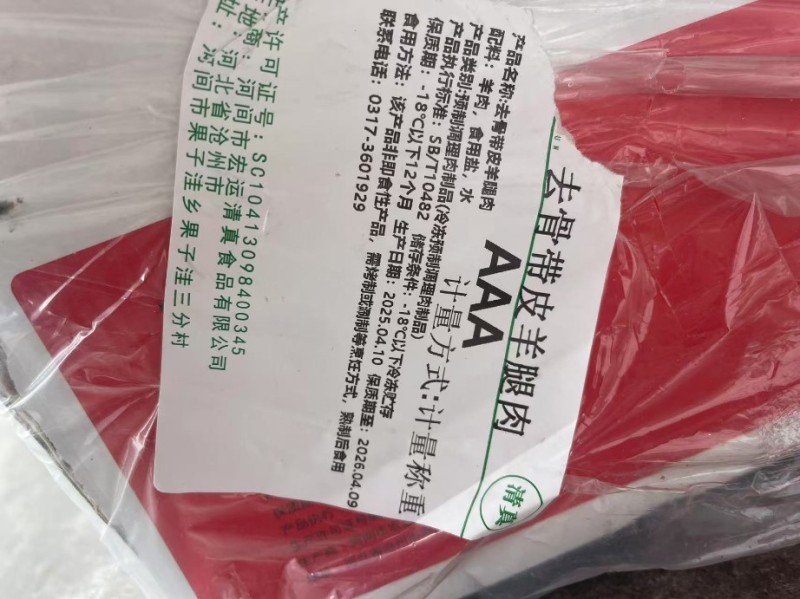 去骨带皮羊腿肉
AAA
清真
计量方式:计量称重
产品名称:去骨带皮羊腿肉
配料：羊肉，食用盐，水
产品类别:预制调理肉制品(冷冻预制调理肉制品)
产品执行标准：SB/T10482 储存条件：-18℃以下冷冻贮存
保质期：-18℃以下12个月 生产日期：2025.04.10 保质期至：2026.04.09
食用方法：该产品非即食性产品，需烤制或涮制等烹饪方式，熟制后食用
联系电话：0317-3601929
产许可证号：SC10413098400345
地商：河间市宏运清真食品有限公司
址：河北省沧州市
河间市果子洼乡果子洼三分村